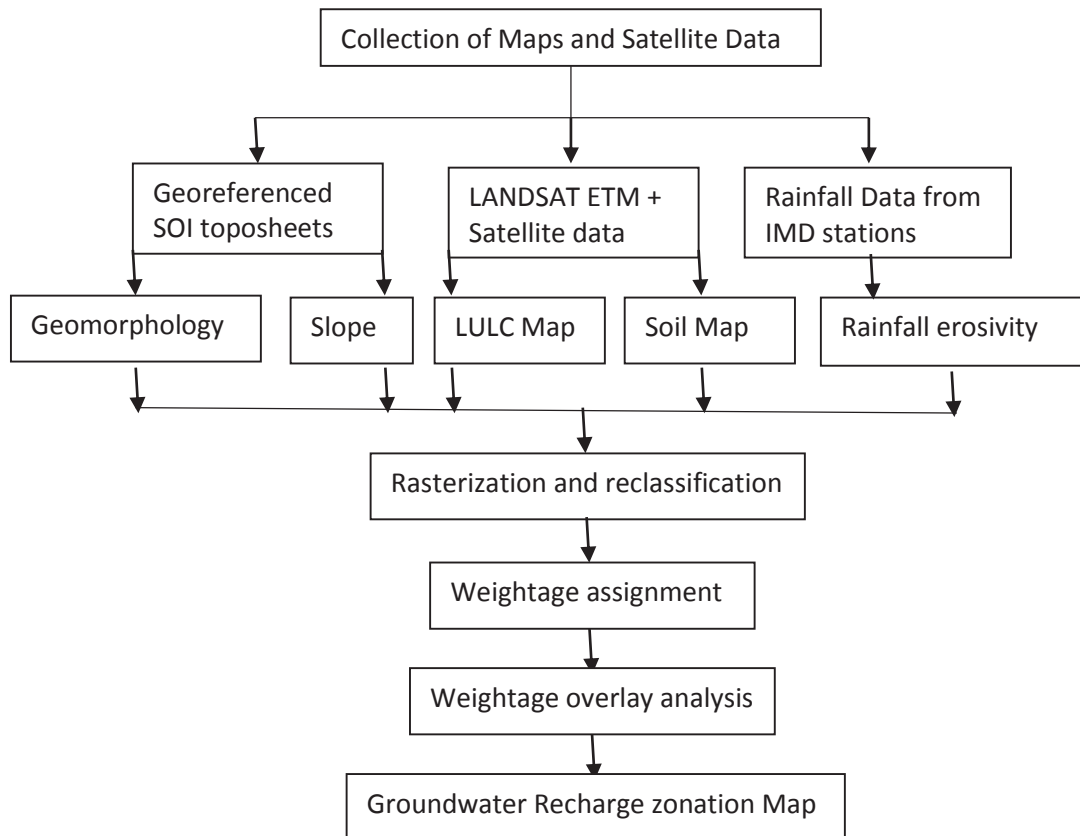 Collection of Maps and Satellite Data
Georeferenced
SOI toposheets
LANDSAT ETM +
Satellite data
Rainfall Data from
IMD stations
Geomorphology
Slope
LULC Map
Soil Map
Rainfall erosivity
Rasterization and reclassification
Weightage assignment
Weightage overlay analysis
Groundwater Recharge zonation Map